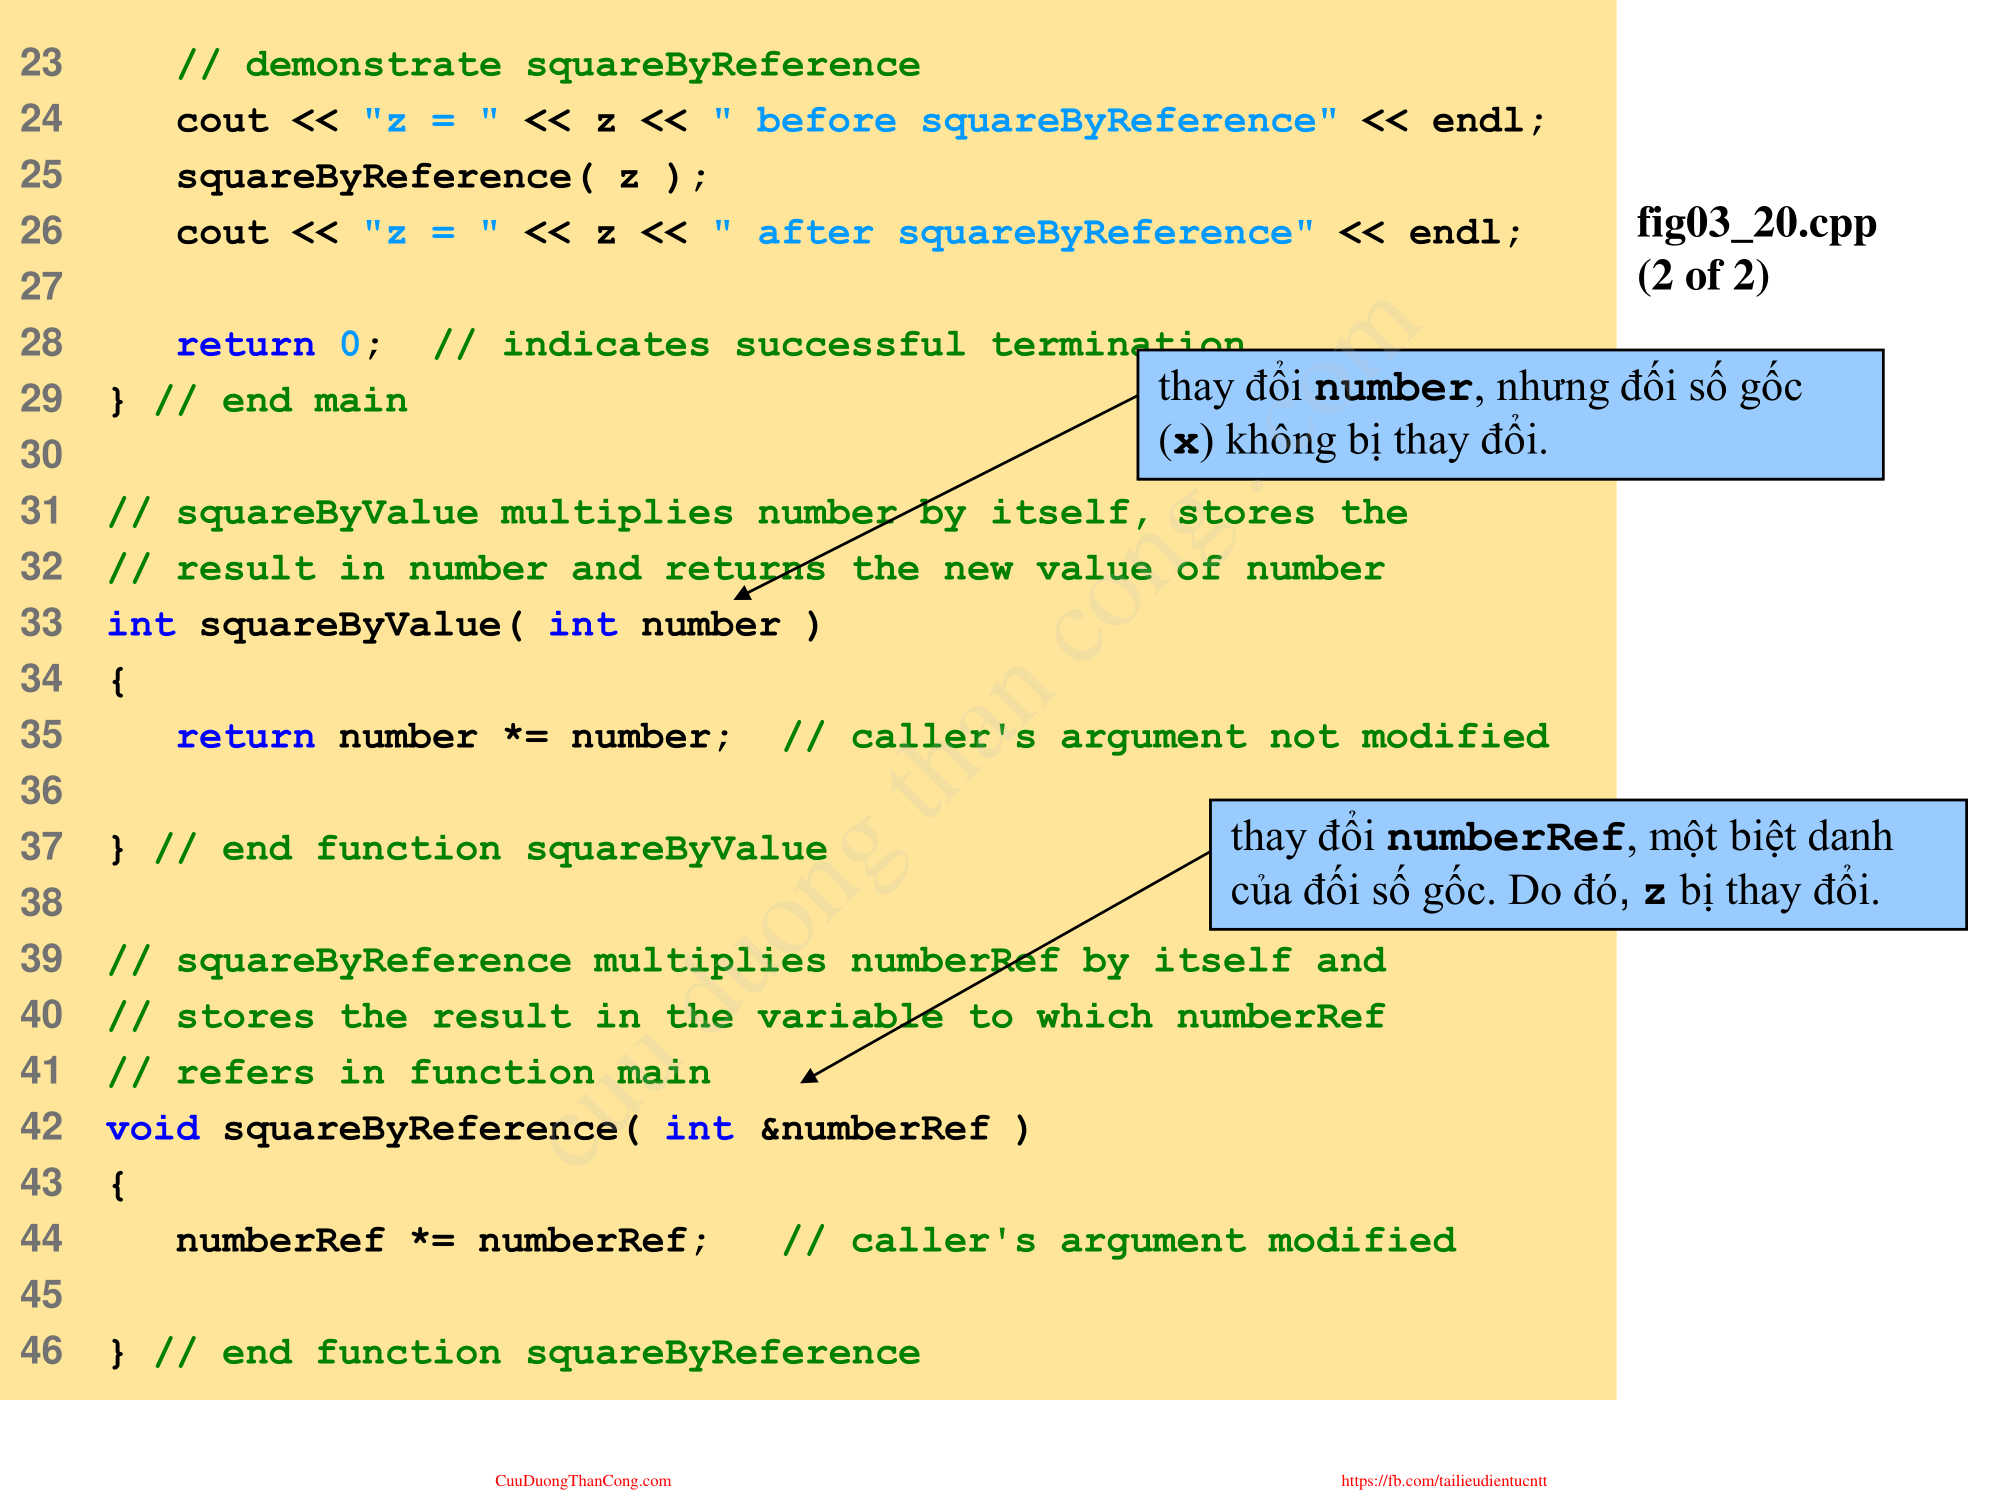 23 // demonstrate squareByReference
24 cout << "z = " << z << " before squareByReference" << endl;
25 squareByReference( z );
26 cout << "z = " << z << " after squareByReference" << endl;
27
28 return 0; // indicates successful termination
29 } // end main
30
31 // squareByValue multiplies number by itself, stores the
32 // result in number and returns the new value of number
33 int squareByValue( int number )
34 {
35 return number *= number; // caller's argument not modified
36
37 } // end function squareByValue
38
39 // squareByReference multiplies numberRef by itself and
40 // stores the result in the variable to which numberRef
41 // refers in function main
42 void squareByReference( int &numberRef )
43 {
44 numberRef *= numberRef; // caller's argument modified
45
46 } // end function squareByReference
fig03_20.cpp
(2 of 2)
thay đổi number, nhưng đối số gốc
(x) không bị thay đổi.
thay đổi numberRef, một biệt danh
của đối số gốc. Do đó, z bị thay đổi.
cuu duong than cong . com
CuuDuongThanCong.com
https://fb.com/tailieudientucntt